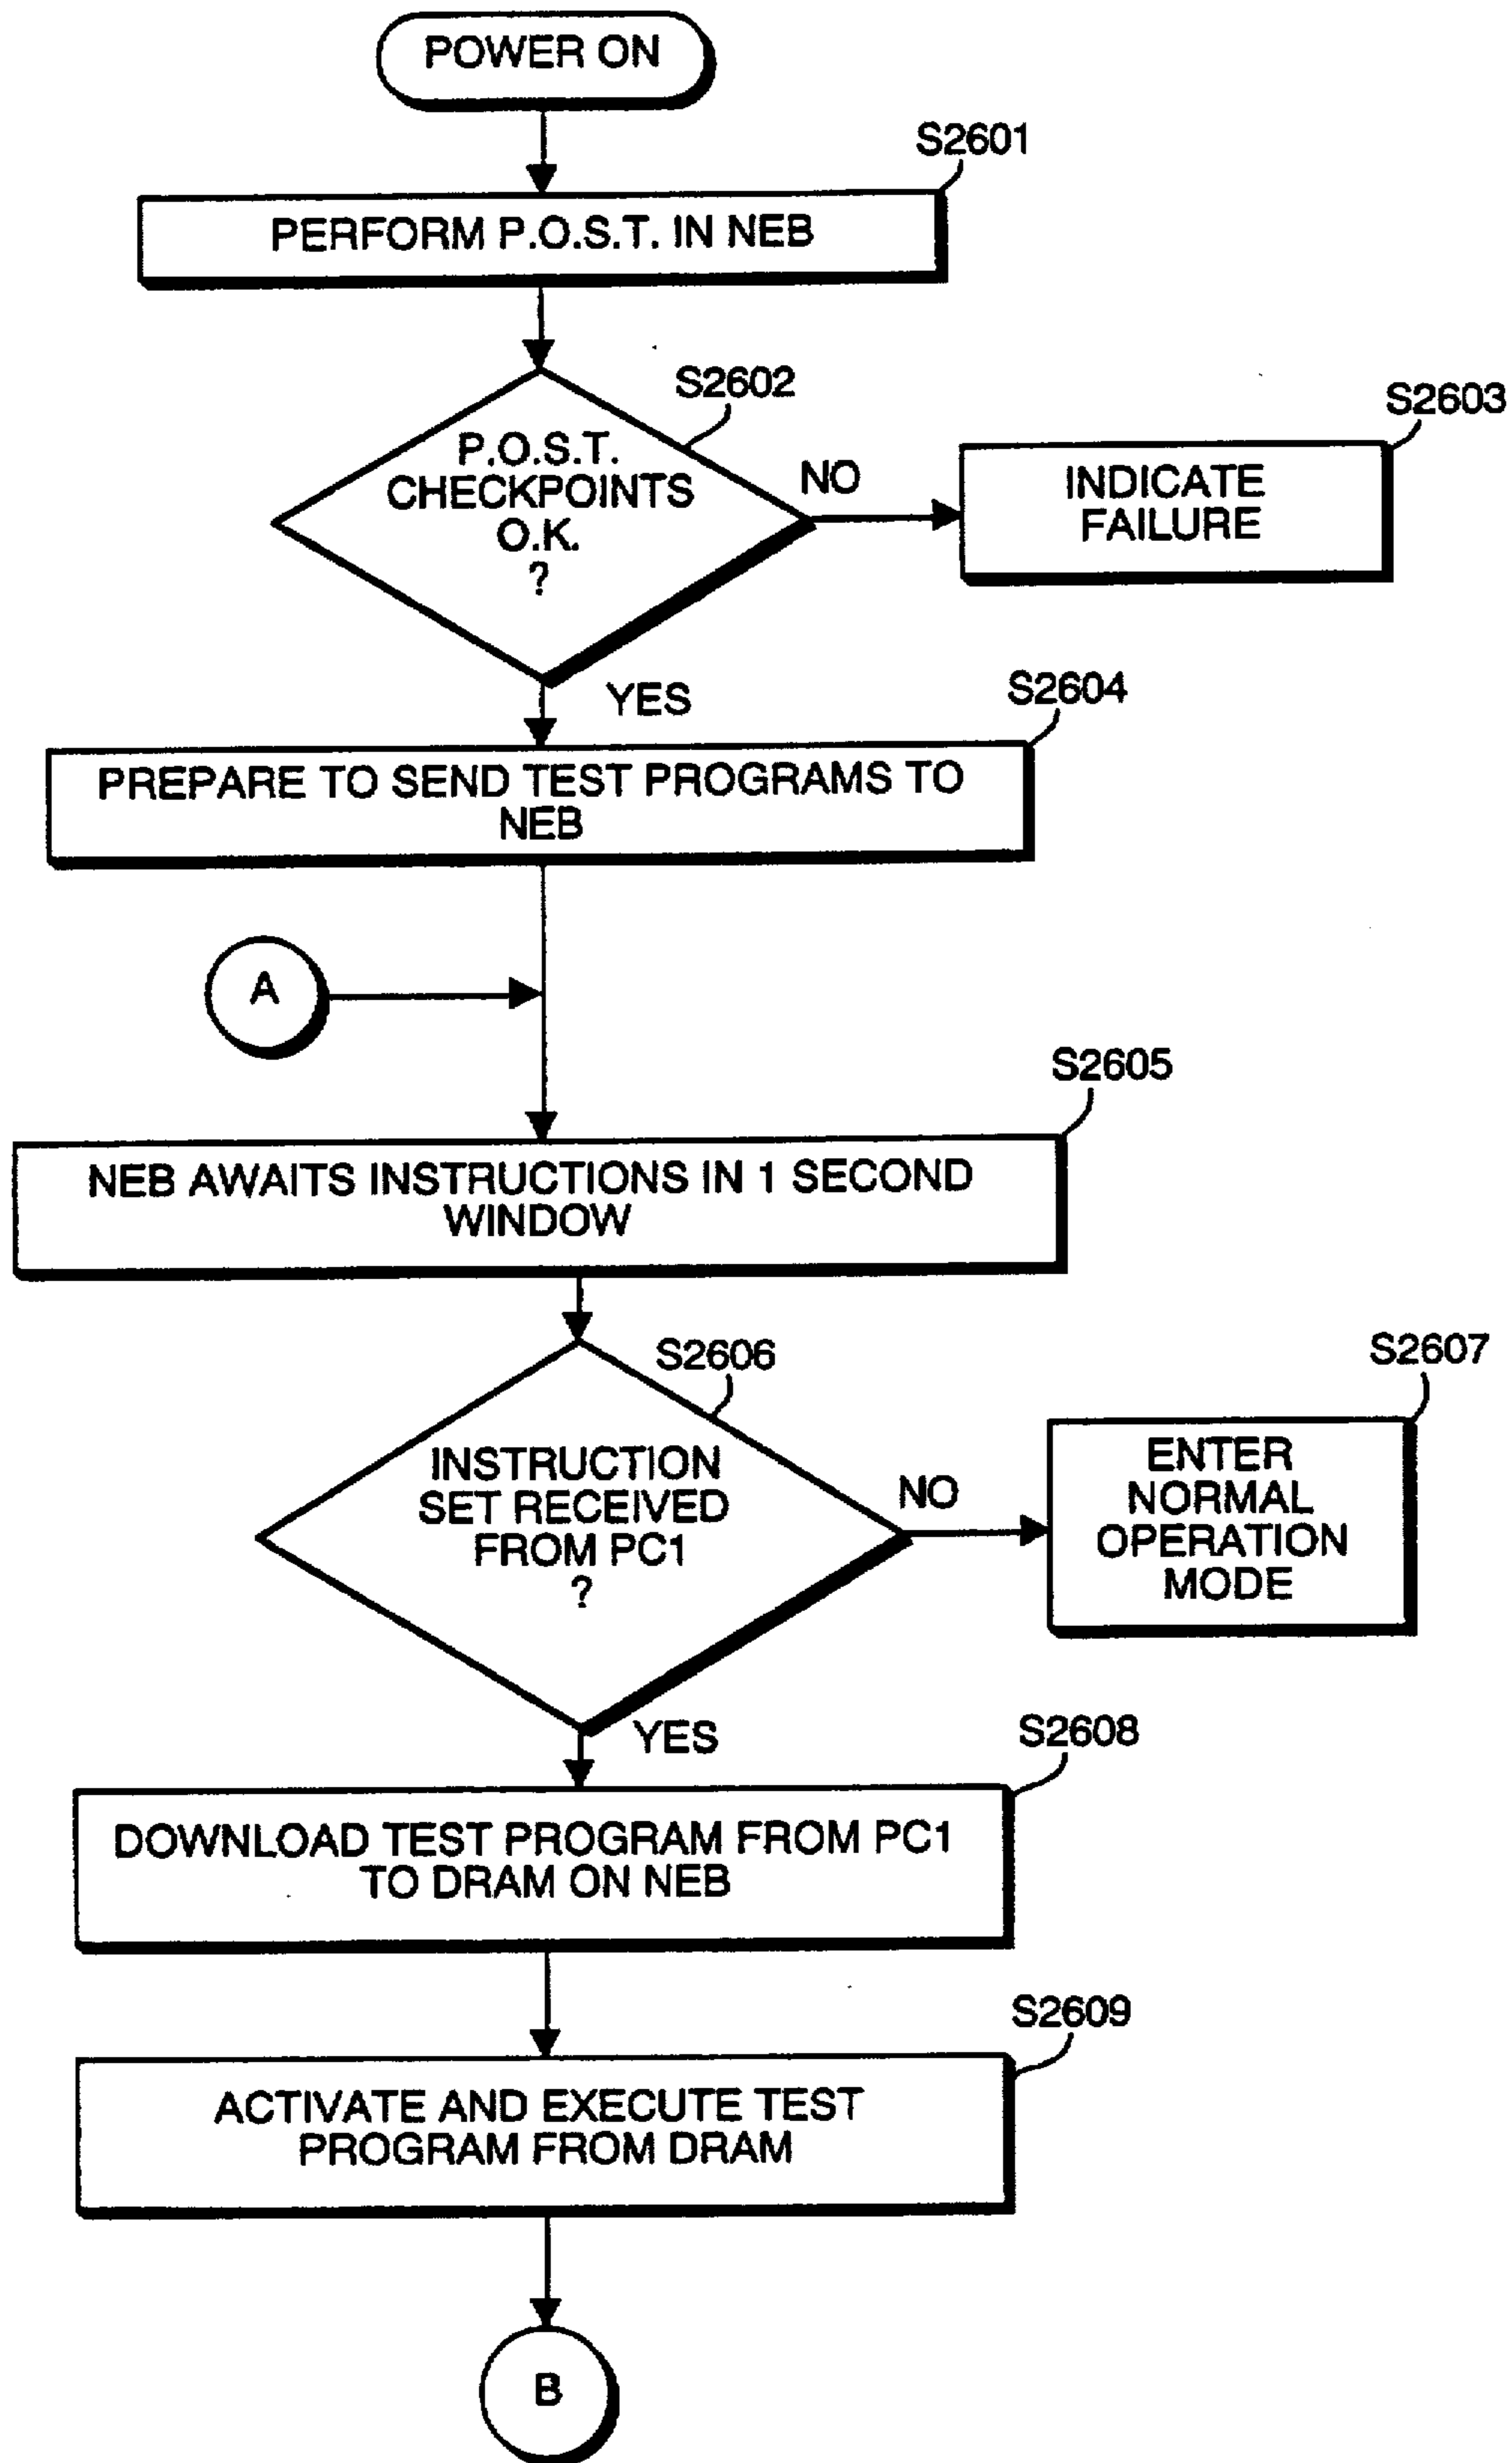 POWER ON
S2601
PERFORM P.O.S.T. IN NEB
S2602
P.O.S.T.
CHECKPOINTS
O.K.
?
NO
S2603
INDICATE
FAILURE
YES
S2604
PREPARE TO SEND TEST PROGRAMS TO
NEB
A
S2605
NEB AWAITS INSTRUCTIONS IN 1 SECOND
WINDOW
S2606
INSTRUCTION
SET RECEIVED
FROM PC1
?
NO
S2607
ENTER
NORMAL
OPERATION
MODE
YES
S2608
DOWNLOAD TEST PROGRAM FROM PC1
TO DRAM ON NEB
S2609
ACTIVATE AND EXECUTE TEST
PROGRAM FROM DRAM
B